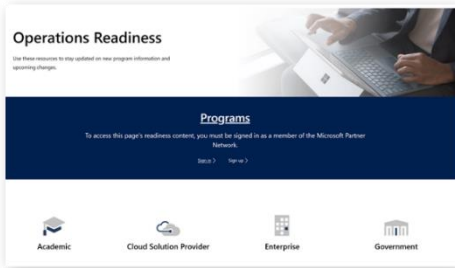 Operations Readiness
Use these resources to stay updated on new program information and
upcoming changes.
Programs
To access this page's readiness content, you must be signed in as a member of the Microsoft Partner
Network.
Sign in > Sign up >
Academic
Cloud Solution Provider
Enterprise
Government